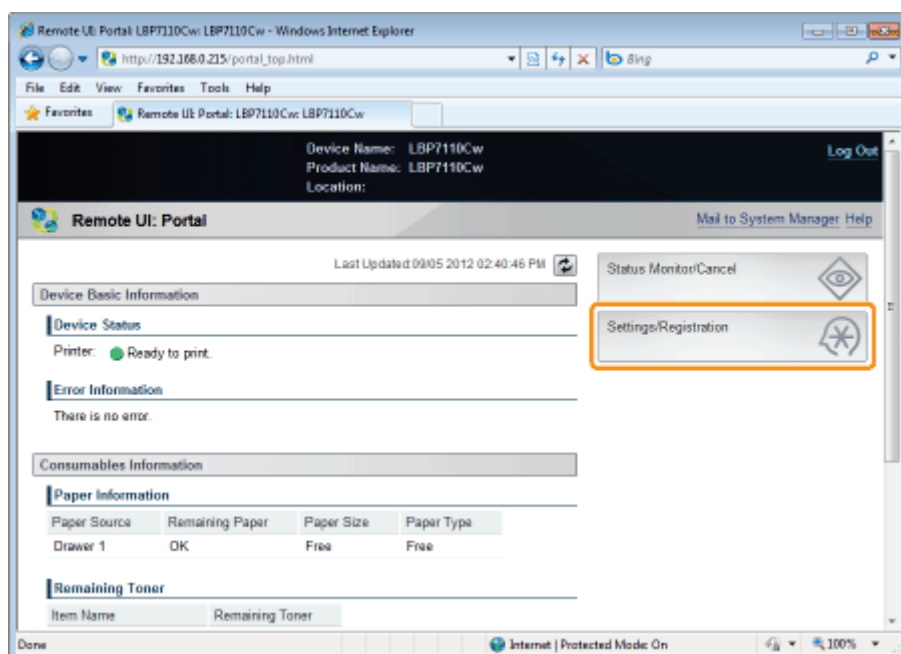 Remote UI: Portal: LBP7110Cw: LBP7110Cw - Windows Internet Explorer
http://192.168.0.215/portal_top.html
Bing
File Edit View Favorites Tools Help
Favorites Remote UI: Portal: LBP7110Cw: LBP7110Cw
Device Name: LBP7110Cw
Product Name: LBP7110Cw
Location:
Log Out
Remote UI: Portal
Mail to System Manager Help
Last Updated:09/05 2012 02:40:46 PM
Status Monitor/Cancel
Device Basic Information
Settings/Registration
Device Status
Printer: Ready to print.
Error Information
There is no error.
Consumables Information
Paper Information
Paper Source Remaining Paper Paper Size Paper Type
Drawer 1 OK Free Free
Remaining Toner
Item Name Remaining Toner
Done Internet | Protected Mode: On 100%